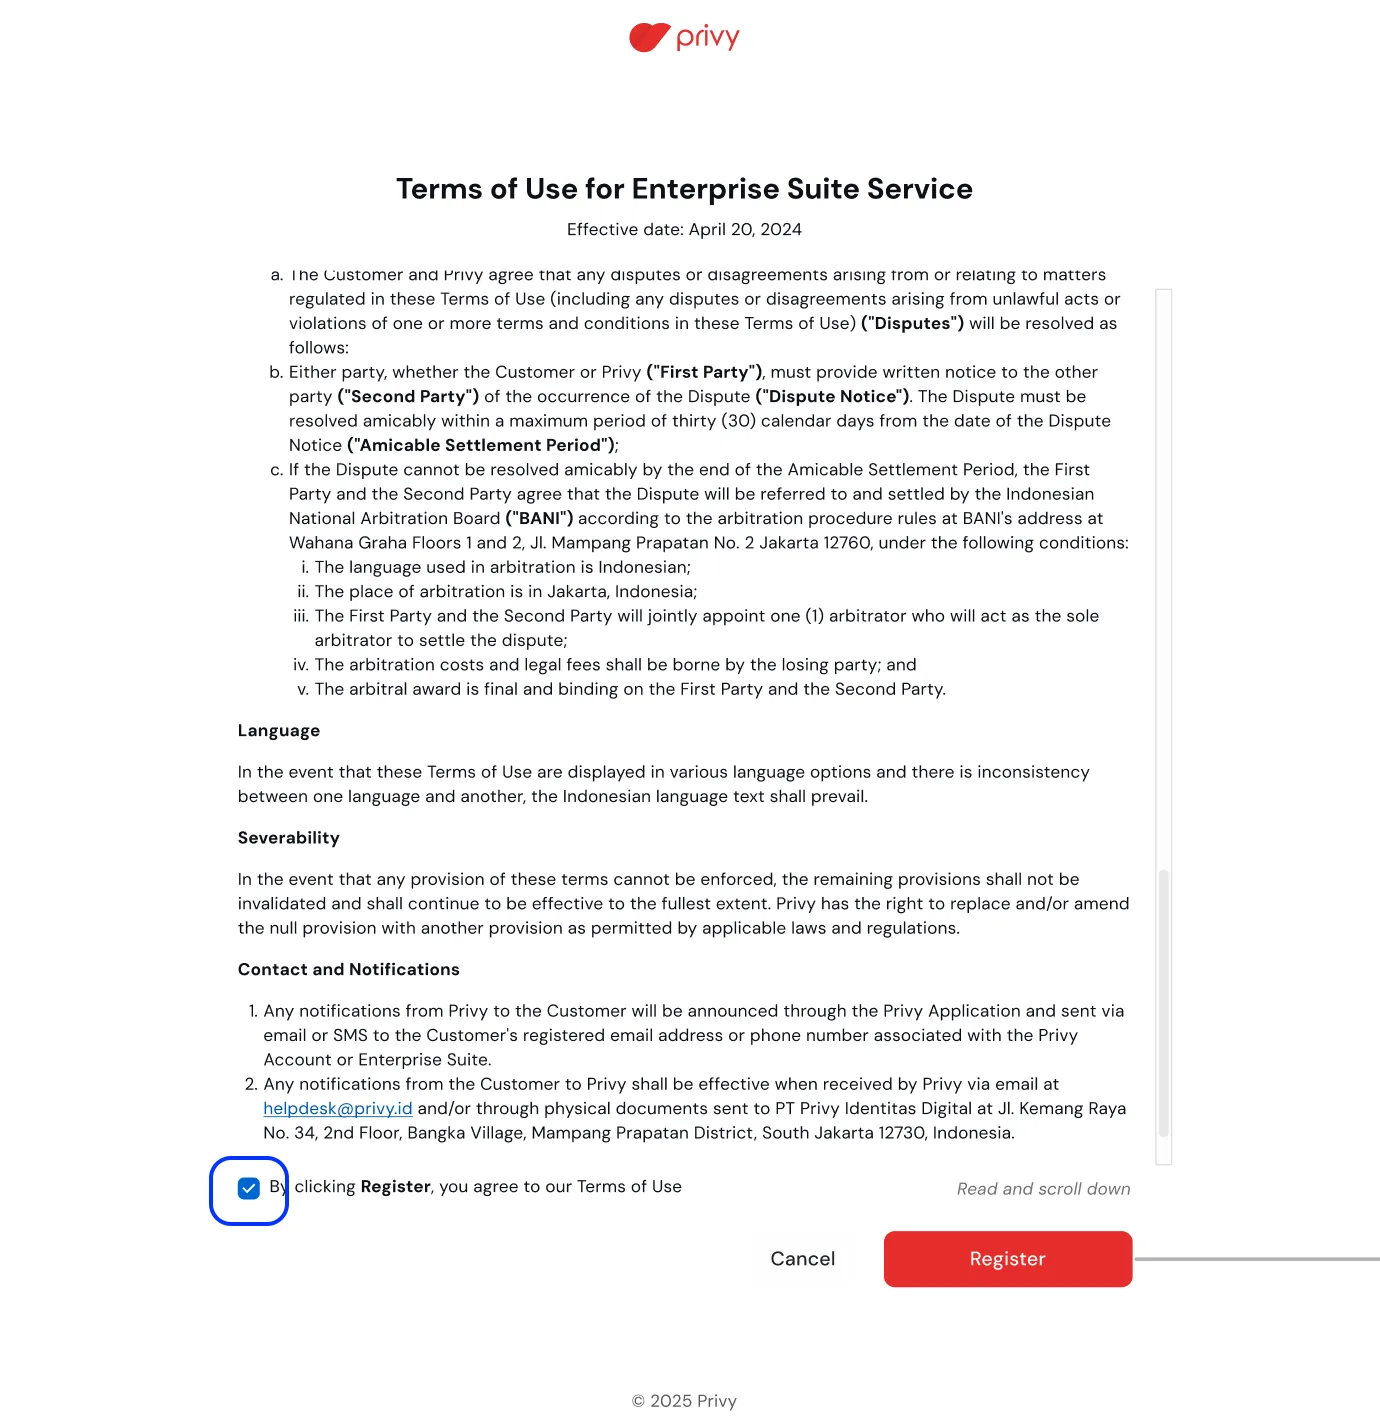 privy
Terms of Use for Enterprise Suite Service
Effective date: April 20, 2024
a. The Customer and Privy agree that any disputes or disagreements arising from or relating to matters
regulated in these Terms of Use (including any disputes or disagreements arising from unlawful acts or
violations of one or more terms and conditions in these Terms of Use) ("Disputes") will be resolved as
follows:
b. Either party, whether the Customer or Privy ("First Party"), must provide written notice to the other
party ("Second Party") of the occurrence of the Dispute ("Dispute Notice"). The Dispute must be
resolved amicably within a maximum period of thirty (30) calendar days from the date of the Dispute
Notice ("Amicable Settlement Period");
c. If the Dispute cannot be resolved amicably by the end of the Amicable Settlement Period, the First
Party and the Second Party agree that the Dispute will be referred to and settled by the Indonesian
National Arbitration Board ("BANI") according to the arbitration procedure rules at BANI's address at
Wahana Graha Floors 1 and 2, Jl. Mampang Prapatan No. 2 Jakarta 12760, under the following conditions:
i. The language used in arbitration is Indonesian;
ii. The place of arbitration is in Jakarta, Indonesia;
iii. The First Party and the Second Party will jointly appoint one (1) arbitrator who will act as the sole
arbitrator to settle the dispute;
iv. The arbitration costs and legal fees shall be borne by the losing party; and
v. The arbitral award is final and binding on the First Party and the Second Party.
Language
In the event that these Terms of Use are displayed in various language options and there is inconsistency
between one language and another, the Indonesian language text shall prevail.
Severability
In the event that any provision of these terms cannot be enforced, the remaining provisions shall not be
invalidated and shall continue to be effective to the fullest extent. Privy has the right to replace and/or amend
the null provision with another provision as permitted by applicable laws and regulations.
Contact and Notifications
1. Any notifications from Privy to the Customer will be announced through the Privy Application and sent via
email or SMS to the Customer's registered email address or phone number associated with the Privy
Account or Enterprise Suite.
2. Any notifications from the Customer to Privy shall be effective when received by Privy via email at
helpdesk@privy.id and/or through physical documents sent to PT Privy Identitas Digital at Jl. Kemang Raya
No. 34, 2nd Floor, Bangka Village, Mampang Prapatan District, South Jakarta 12730, Indonesia.
By clicking Register, you agree to our Terms of Use
Read and scroll down
Cancel
Register
© 2025 Privy